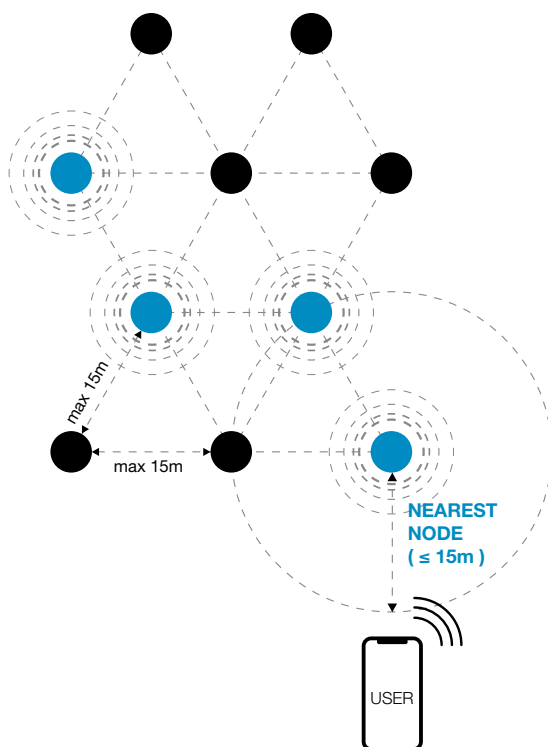 max 15m
max 15m
NEAREST
NODE
( ≤ 15m )
USER